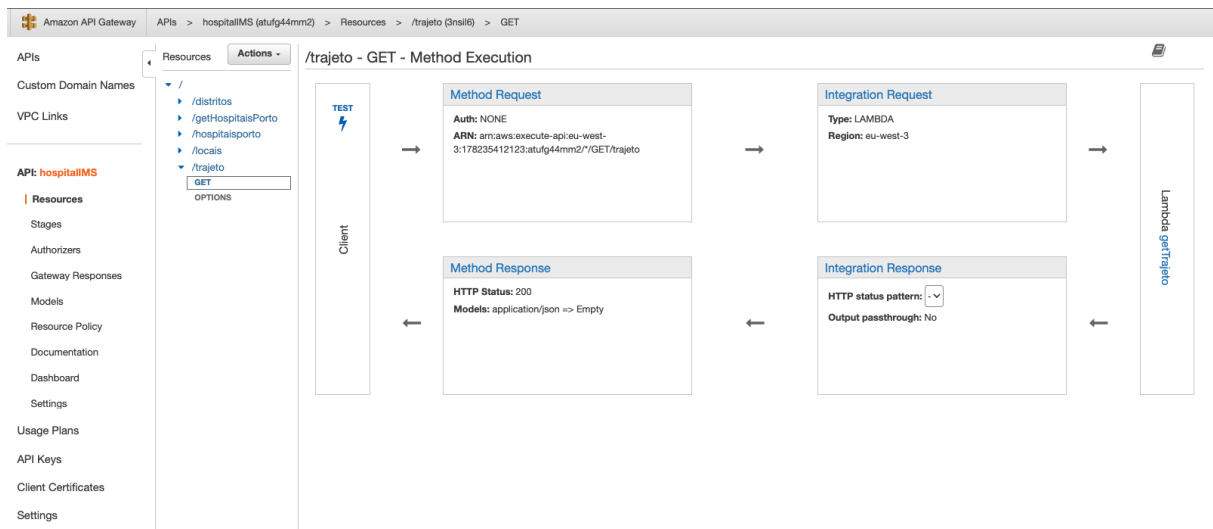 Amazon API Gateway
APIs > hospitalIMS (atufg44mm2) > Resources > /trajeto (3nsil6) > GET
APIs
Custom Domain Names
VPC Links
API: hospitalIMS
Resources
Stages
Authorizers
Gateway Responses
Models
Resource Policy
Documentation
Dashboard
Settings
Usage Plans
API Keys
Client Certificates
Settings
Resources
Actions
/
/distritos
/getHospitaisPorto
/hospitaisporto
/locais
/trajeto
GET
OPTIONS
/trajeto - GET - Method Execution
TEST
Client
Method Request
Auth: NONE
ARN: arn:aws:execute-api:eu-west-
3:178235412123:atufg44mm2/*/GET/trajeto
Integration Request
Type: LAMBDA
Region: eu-west-3
Lambda getTrajeto
Method Response
HTTP Status: 200
Models: application/json => Empty
Integration Response
HTTP status pattern: -
Output passthrough: No